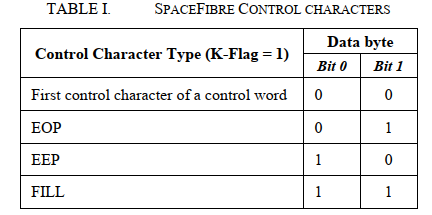 TABLE I. SPACEFIBRE CONTROL CHARACTERS
Control Character Type (K-Flag = 1) Data byte
Bit 0 Bit 1
First control character of a control word 0 0
EOP 0 1
EEP 1 0
FILL 1 1